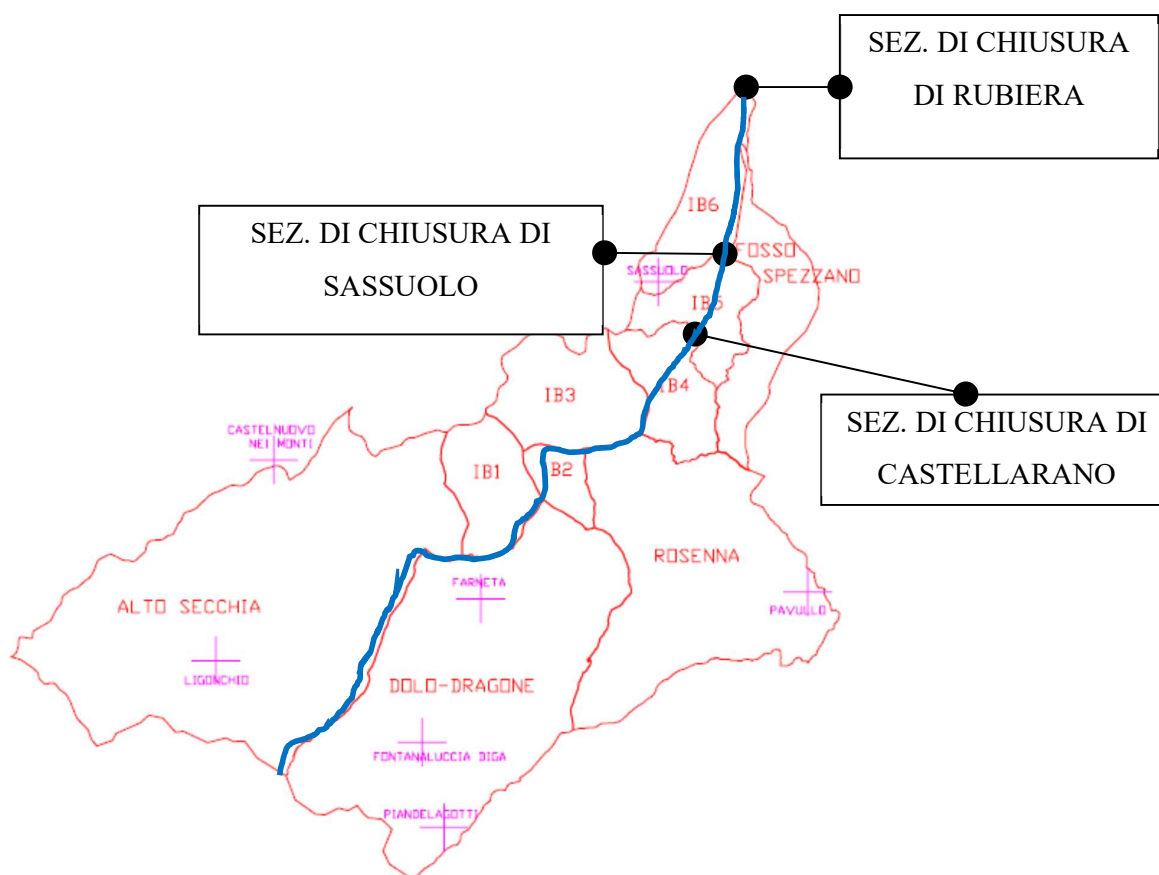 SEZ. DI CHIUSURA
DI RUBIERA
IB6
SEZ. DI CHIUSURA DI
SASSUOLO
FOSSO
SPEZZANO
SASSUOLO
IB5
IB3
IB4
SEZ. DI CHIUSURA DI
CASTELLARANO
CASTELNUOVO
NEI MONTI
IB1
B2
ROSENNA
FARNETA
PAVULLO
ALTO SECCHIA
LIGONCHIO
DOLO-DRAGONE
FONTANALUCCIA DIGA
PIANDELAGOTTI